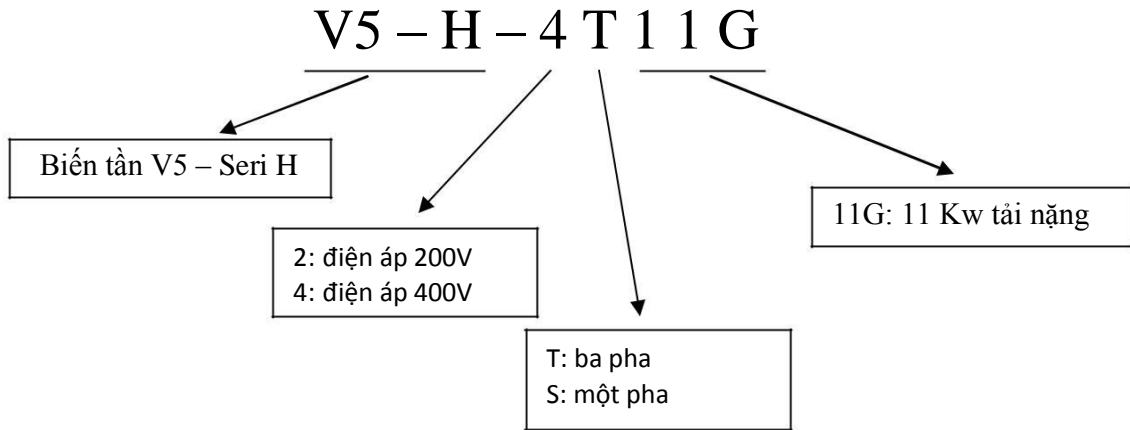 V5 – H – 4 T 1 1 G
Biến tần V5 – Seri H
11G: 11 Kw tải nặng
2: điện áp 200V
4: điện áp 400V
T: ba pha
S: một pha